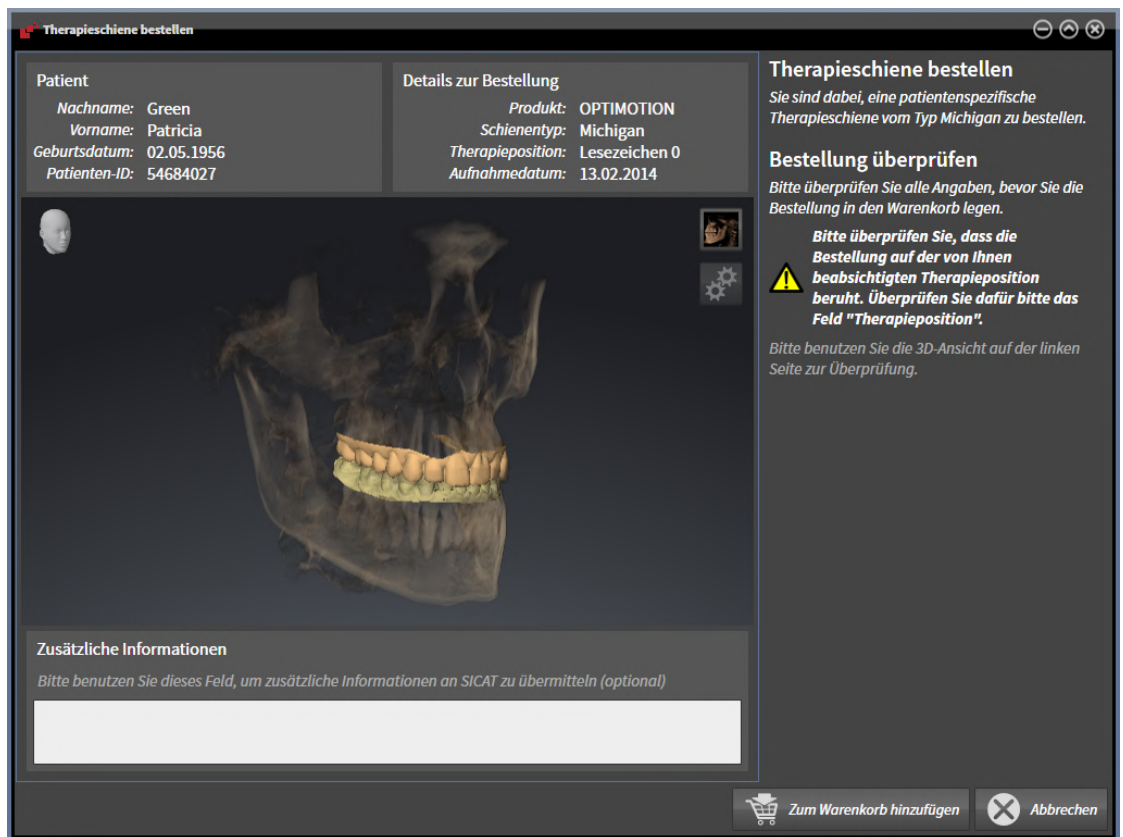 Therapieschiene bestellen
Patient
Nachname: Green
Vorname: Patricia
Geburtsdatum: 02.05.1956
Patienten-ID: 54684027
Details zur Bestellung
Produkt: OPTIMOTION
Schienentyp: Michigan
Therapieposition: Lesezeichen 0
Aufnahmedatum: 13.02.2014
Zusätzliche Informationen
Bitte benutzen Sie dieses Feld, um zusätzliche Informationen an SICAT zu übermitteln (optional)
Therapieschiene bestellen
Sie sind dabei, eine patientenspezifische
Therapieschiene vom Typ Michigan zu bestellen.
Bestellung überprüfen
Bitte überprüfen Sie alle Angaben, bevor Sie die
Bestellung in den Warenkorb legen.
Bitte überprüfen Sie, dass die
Bestellung auf der von Ihnen
beabsichtigten Therapieposition
beruht. Überprüfen Sie dafür bitte das
Feld "Therapieposition".
Bitte benutzen Sie die 3D-Ansicht auf der linken
Seite zur Überprüfung.
Zum Warenkorb hinzufügen
Abbrechen